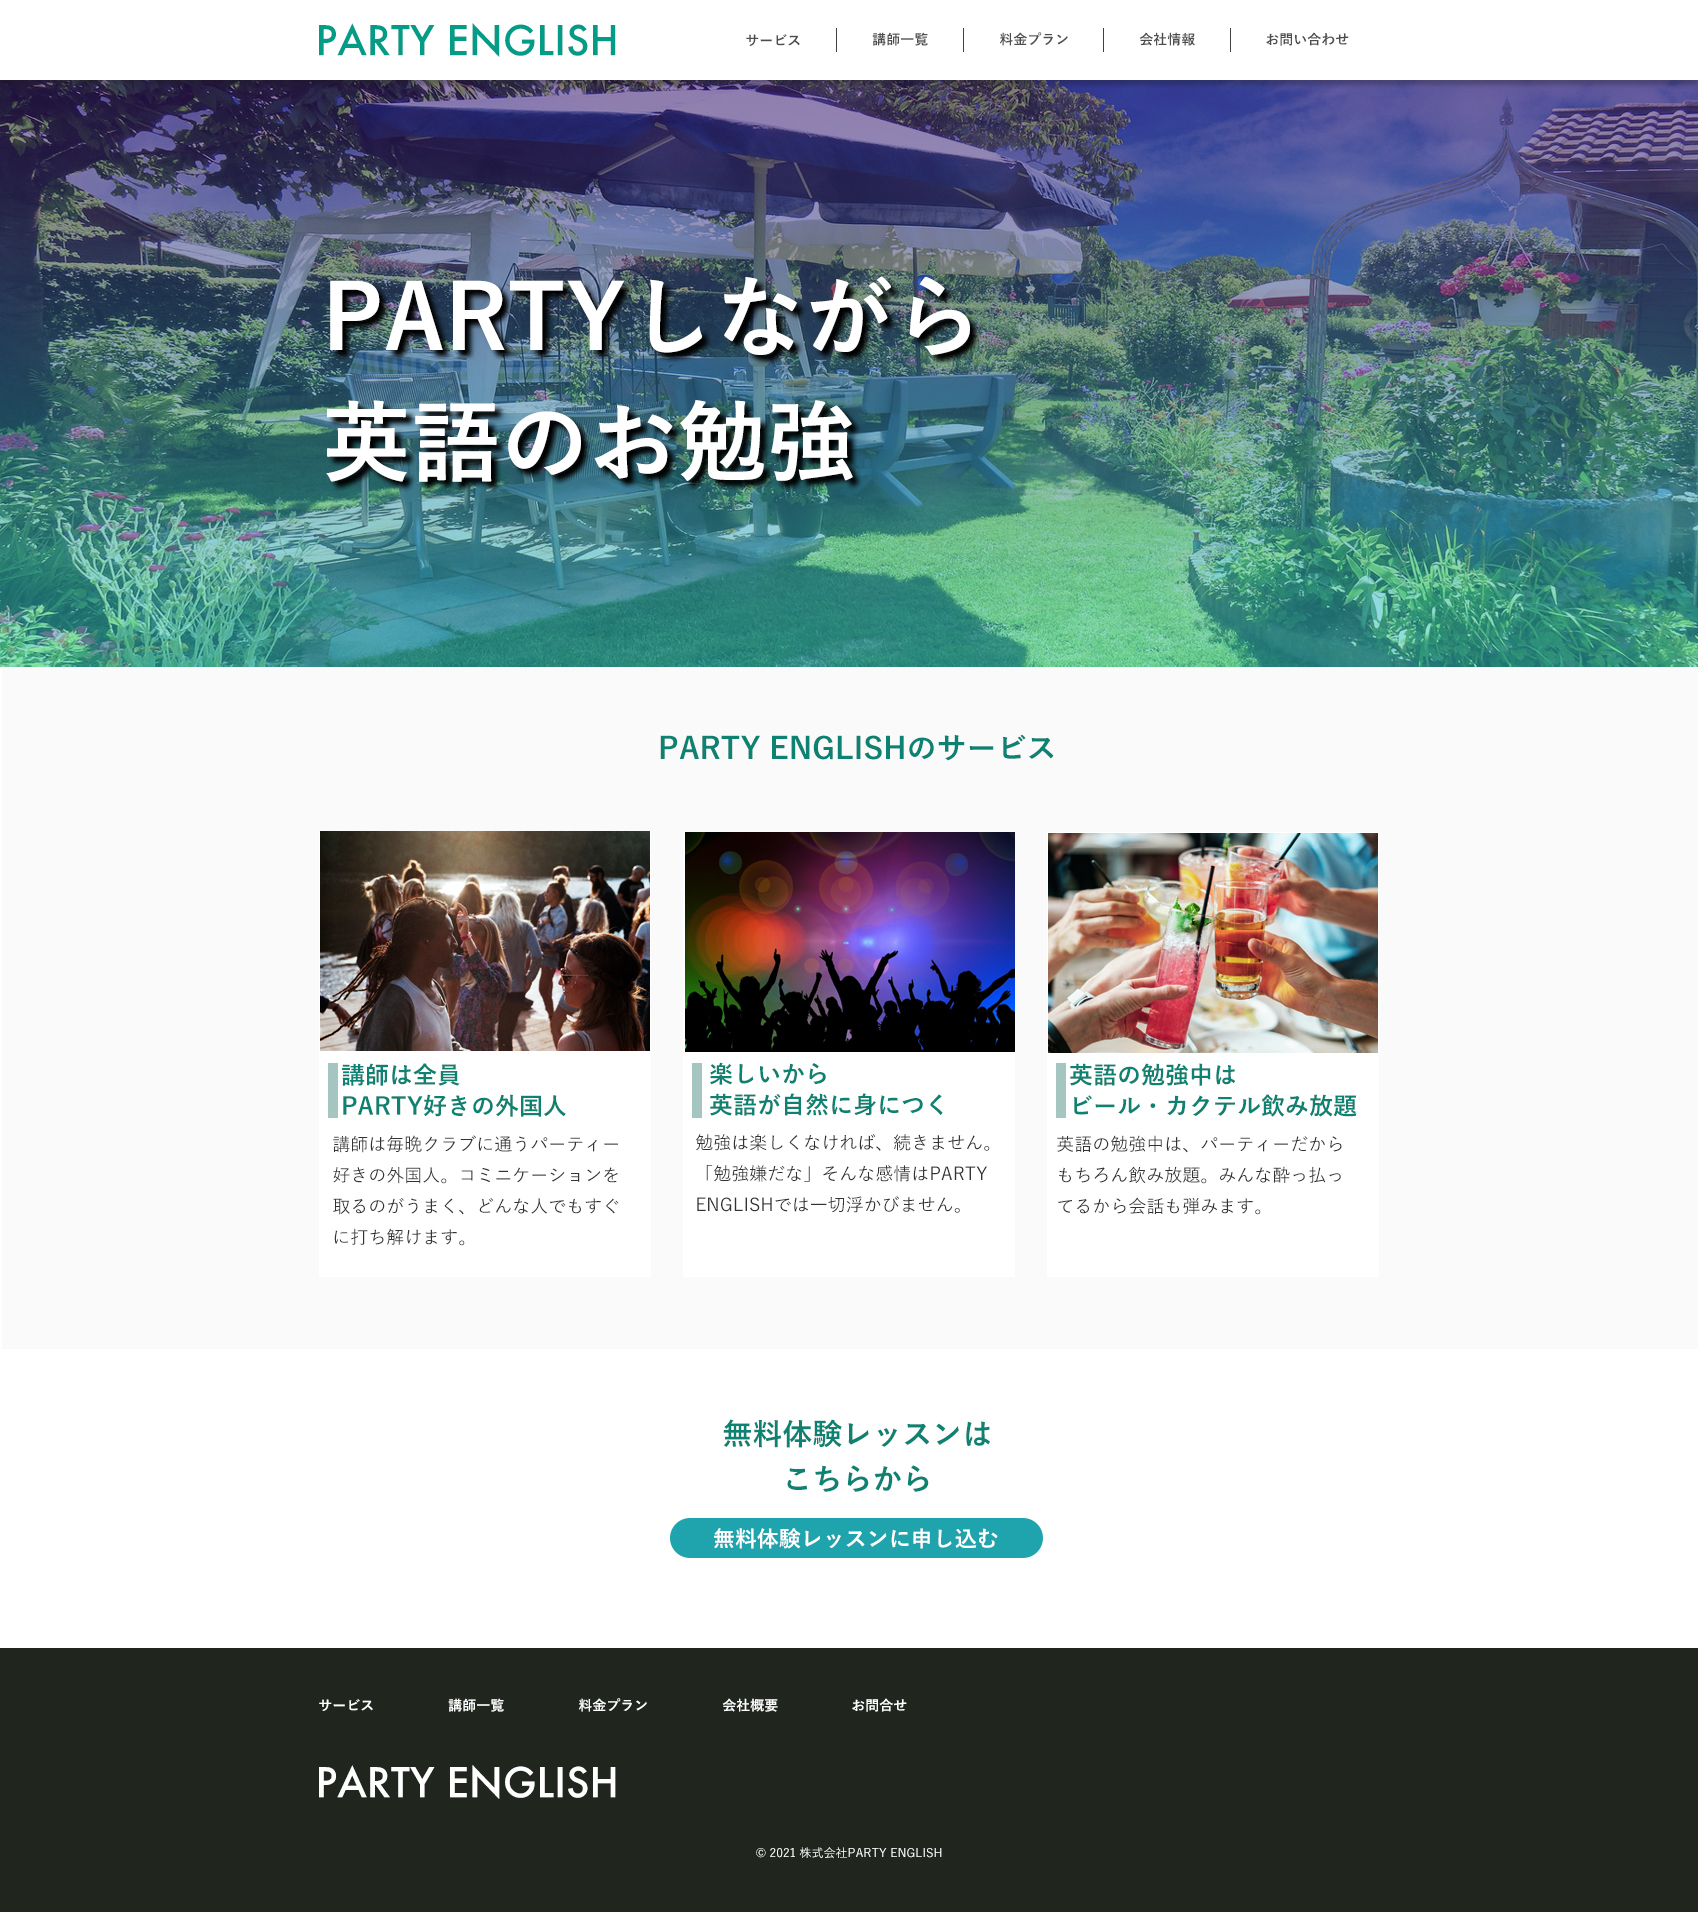 PARTY ENGLISH
サービス
講師一覧
料金プラン
会社情報
お問い合わせ
PARTYしながら
英語のお勉強
PARTY ENGLISHのサービス
講師は全員
PARTY好きの外国人
講師は毎晩クラブに通うパーティー
好きの外国人。コミニケーションを
取るのがうまく、どんな人でもすぐ
に打ち解けます。
楽しいから
英語が自然に身につく
勉強は楽しくなければ、続きません。
「勉強嫌だな」そんな感情はPARTY
ENGLISHでは一切浮かびません。
英語の勉強中は
ビール・カクテル飲み放題
英語の勉強中は、パーティーだから
もちろん飲み放題。みんな酔っ払っ
てるから会話も弾みます。
無料体験レッスンは
こちらから
無料体験レッスンに申し込む
サービス
講師一覧
料金プラン
会社概要
お問合せ
PARTY ENGLISH
© 2021 株式会社PARTY ENGLISH